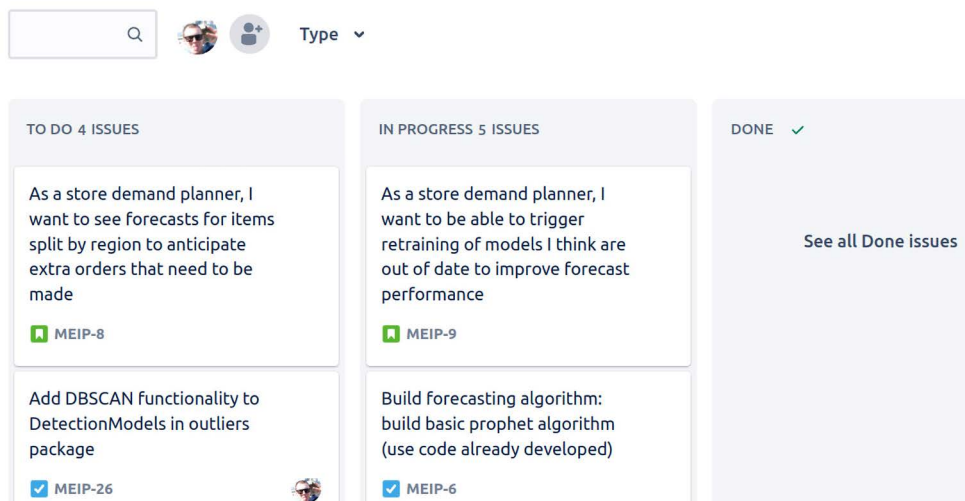 Type
TO DO 4 ISSUES
As a store demand planner, I
want to see forecasts for items
split by region to anticipate
extra orders that need to be
made
MEIP-8
Add DBSCAN functionality to
DetectionModels in outliers
package
MEIP-26
IN PROGRESS 5 ISSUES
As a store demand planner, I
want to be able to trigger
retraining of models I think are
out of date to improve forecast
performance
MEIP-9
Build forecasting algorithm:
build basic prophet algorithm
(use code already developed)
MEIP-6
DONE
See all Done issues